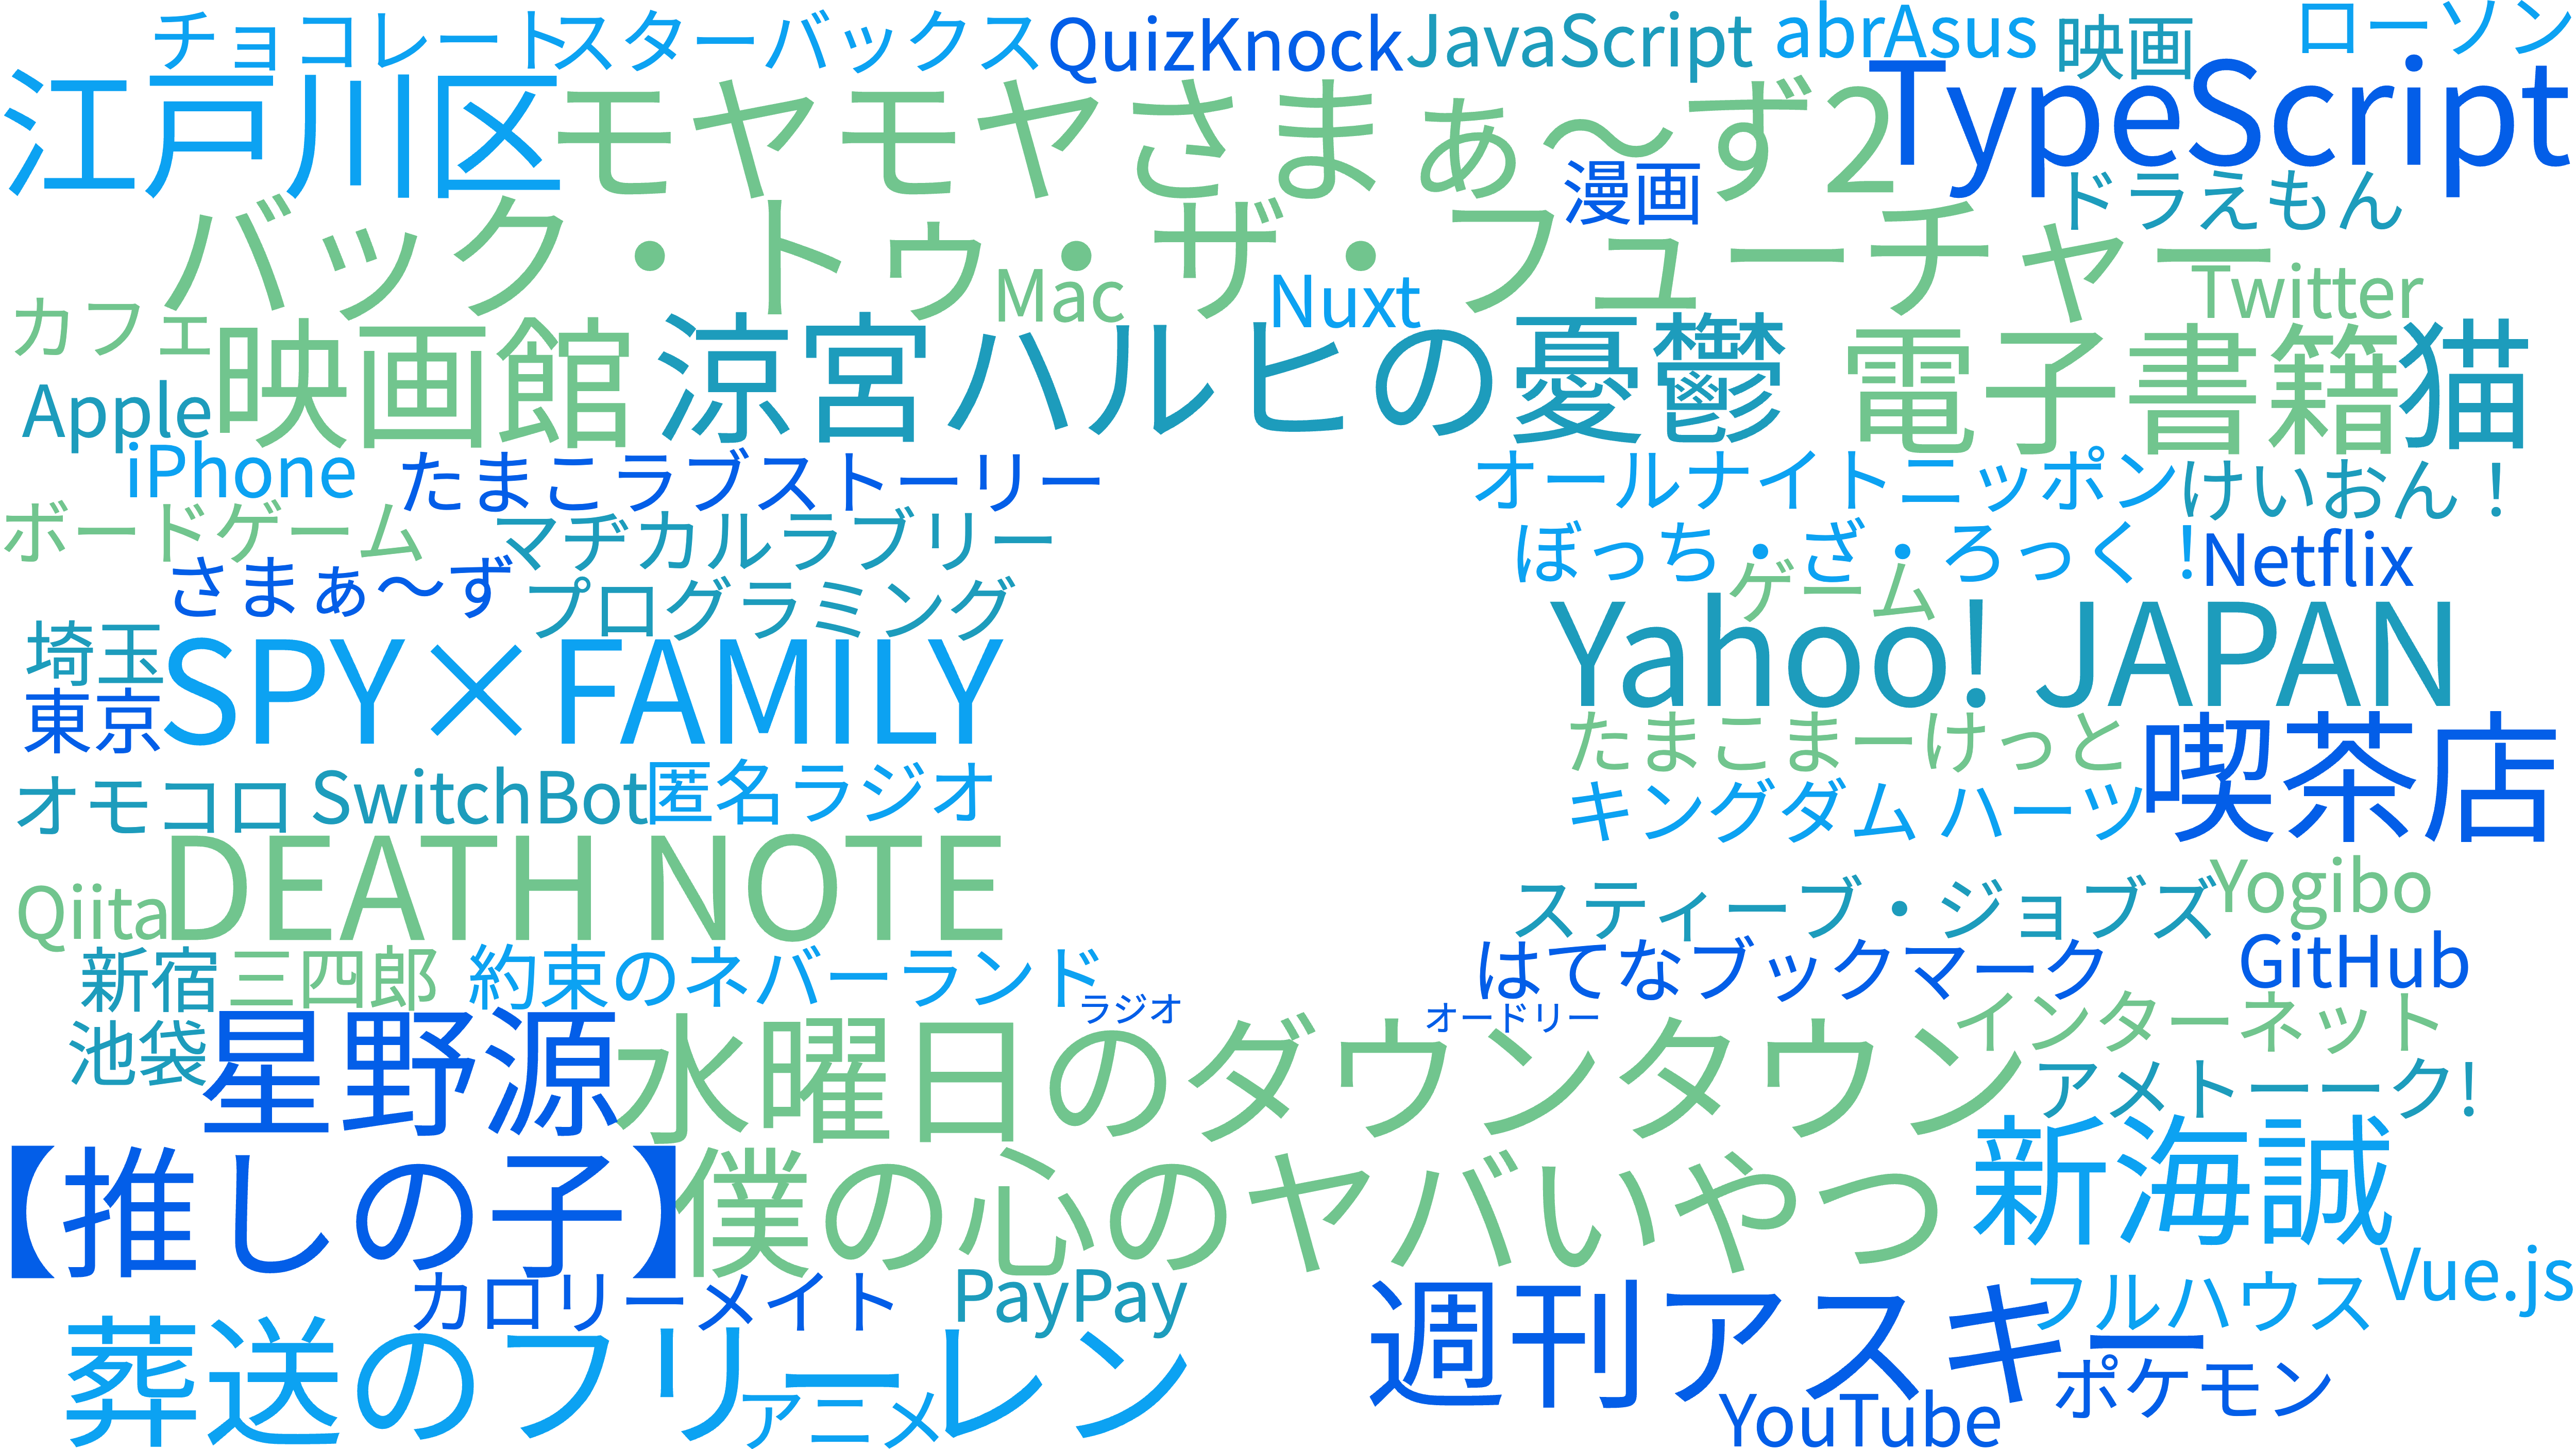 チョコレート スターバックス QuizKnock JavaScript abrAsus 映画 ローソン
江戸川区 モヤモヤさまぁ〜ず2 TypeScript
漫画 ドラえもん
バック・トゥ・ザ・フューチャー
カフェ Mac Nuxt Twitter
映画館 涼宮ハルヒの憂鬱 電子書籍 猫
Apple
iPhone たまこラブストーリー オールナイトニッポン けいおん！
ボードゲーム マヂカルラブリー ぼっち・ざ・ろっく！ Netflix
さまぁ〜ず プログラミング ゲーム
埼玉 SPY×FAMILY Yahoo! JAPAN
東京 たまこまーけっと 喫茶店
オモコロ SwitchBot 匿名ラジオ キングダム ハーツ
Qiita DEATH NOTE スティーブ・ジョブズ Yogibo
新宿 三四郎 約束のネバーランド はてなブックマーク GitHub
ラジオ オードリー インターネット
池袋 星野源 水曜日のダウンタウン アメトーーク!
【推しの子】 僕の心のヤバいやつ 新海誠
カロリーメイト PayPay フルハウス Vue.js
葬送のフリーレン 週刊アスキー ポケモン
アニメ YouTube